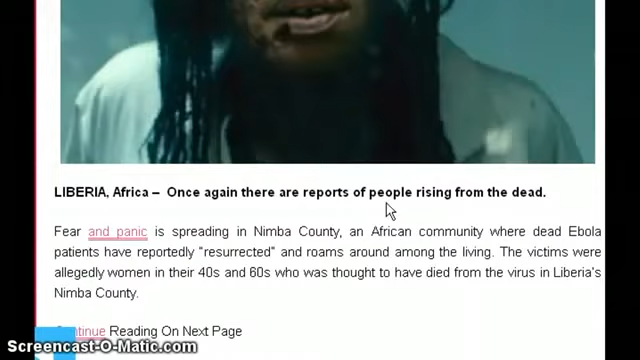 LIBERIA, Africa – Once again there are reports of people rising from the dead.
Fear and panic is spreading in Nimba County, an African community where dead Ebola
patients have reportedly "resurrected" and roams around among the living. The victims were
allegedly women in their 40s and 60s who was thought to have died from the virus in Liberia's
Nimba County.
Continue Reading On Next Page
Screencast-O-Matic.com